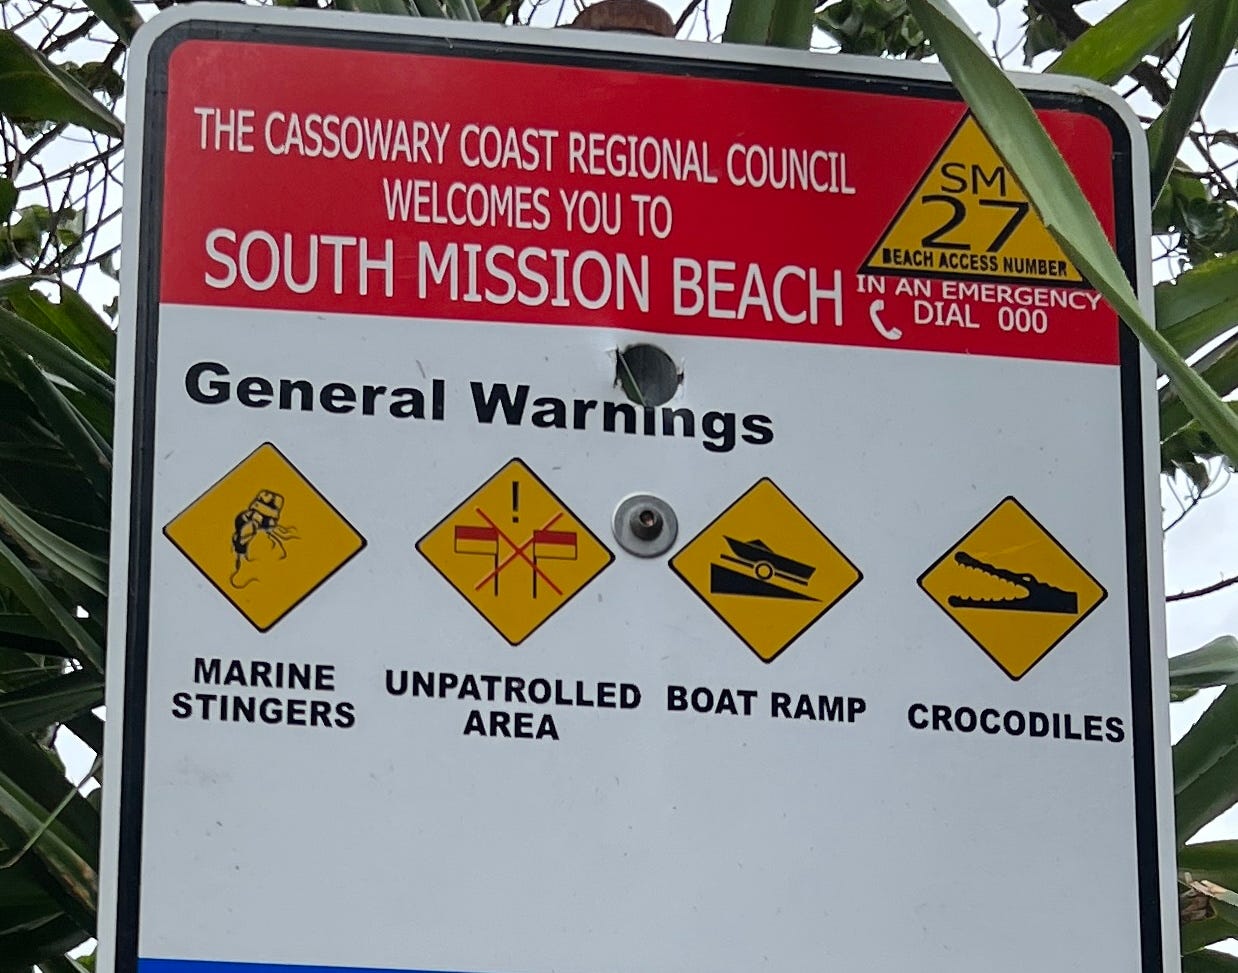 THE CASSOWARY COAST REGIONAL COUNCIL
WELCOMES YOU TO
SOUTH MISSION BEACH
SM
27
BEACH ACCESS NUMBER
IN AN EMERGENCY
DIAL 000
General Warnings
!
MARINE
STINGERS
UNPATROLLED
AREA
BOAT RAMP
CROCODILES